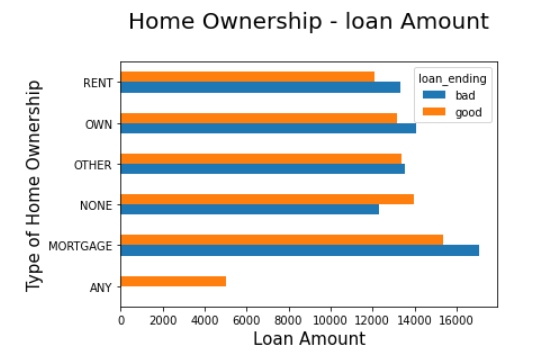 Home Ownership - loan Amount
loan_ending
bad
good
Type of Home Ownership
RENT
OWN
OTHER
NONE
MORTGAGE
ANY
0 2000 4000 6000 8000 10000 12000 14000 16000
Loan Amount